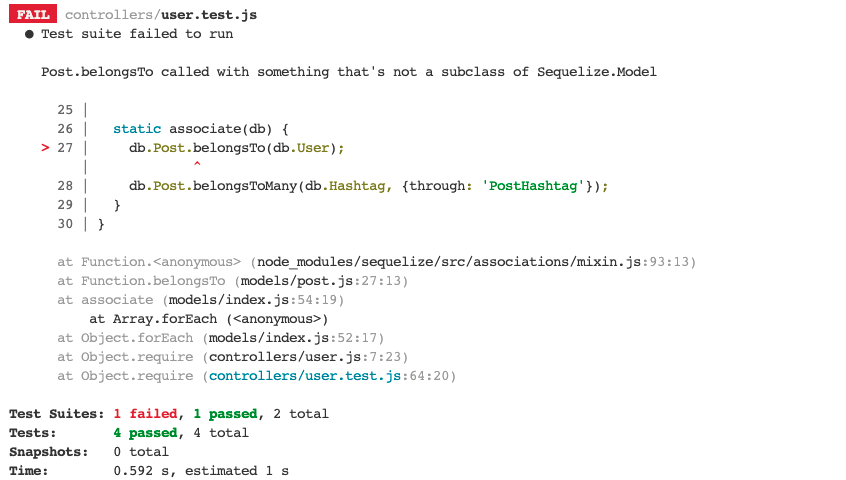 FAIL controllers/user.test.js
● Test suite failed to run
Post.belongsTo called with something that's not a subclass of Sequelize.Model
25 |
26 |   static associate(db) {
> 27 |     db.Post.belongsTo(db.User);
|             ^
28 |     db.Post.belongsToMany(db.Hashtag, {through: 'PostHashtag'});
29 |   }
30 | }
at Function.<anonymous> (node_modules/sequelize/src/associations/mixin.js:93:13)
at Function.belongsTo (models/post.js:27:13)
at associate (models/index.js:54:19)
at Array.forEach (<anonymous>)
at Object.forEach (models/index.js:52:17)
at Object.require (controllers/user.js:7:23)
at Object.require (controllers/user.test.js:64:20)
Test Suites: 1 failed, 1 passed, 2 total
Tests:       4 passed, 4 total
Snapshots:   0 total
Time:        0.592 s, estimated 1 s